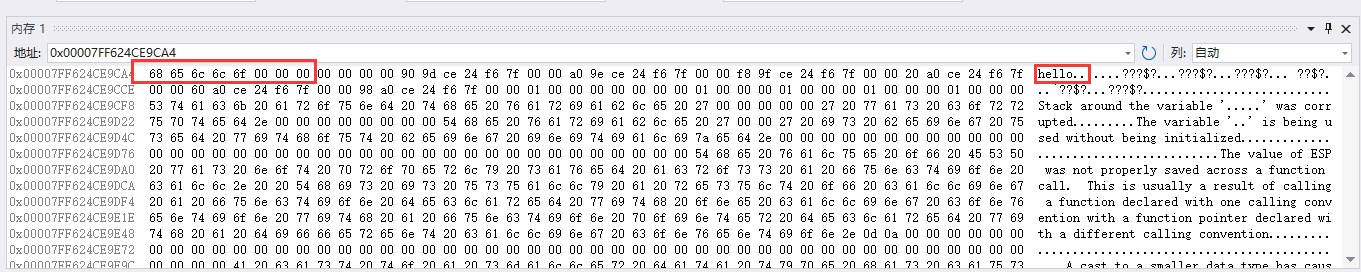 内存 1
地址: 0x00007FF624CE9CA4 列: 自动
0x00007FF624CE9CA4 68 65 6c 6c 6f 00 00 00 00 00 00 00 90 9d ce 24 f6 7f 00 00 a0 9e ce 24 f6 7f 00 00 f8 9f ce 24 f6 7f 00 00 20 a0 ce 24 f6 7f hello.......???$?...???$?...???$?... ??$?
0x00007FF624CE9CCE 00 00 60 a0 ce 24 f6 7f 00 00 98 a0 ce 24 f6 7f 00 00 01 00 00 00 00 00 00 00 01 00 00 00 01 00 00 00 01 00 00 00 01 00 00 00
0x00007FF624CE9CF8 53 74 61 63 6b 20 61 72 6f 75 6e 64 20 74 68 65 20 76 61 72 69 61 62 6c 65 20 27 00 00 00 00 00 27 20 77 61 73 20 63 6f 72 72 Stack around the variable '.....' was corr
0x00007FF624CE9D22 75 70 74 65 64 2e 00 00 00 00 00 00 00 00 54 68 65 20 76 61 72 69 61 62 6c 65 20 27 00 00 27 20 69 73 20 62 65 69 6e 67 20 75 upted.........The variable '..' is being u
0x00007FF624CE9D4C 73 65 64 20 77 69 74 68 6f 75 74 20 62 65 69 6e 67 20 69 6e 69 74 69 61 6c 69 7a 65 64 2e 00 00 00 00 00 00 00 00 00 00 00 00 sed without being initialized.............
0x00007FF624CE9D76 00 00 00 00 00 00 00 00 00 00 00 00 00 00 00 00 00 00 00 00 00 00 00 00 00 00 54 68 65 20 76 61 6c 75 65 20 6f 66 20 45 53 50 ..........................The value of ESP
0x00007FF624CE9DA0 20 77 61 73 20 6e 6f 74 20 70 72 6f 70 65 72 6c 79 20 73 61 76 65 64 20 61 63 72 6f 73 73 20 61 20 66 75 6e 63 74 69 6f 6e 20 was not properly saved across a function
0x00007FF624CE9DCA 63 61 6c 6c 2e 20 20 54 68 69 73 20 69 73 20 75 73 75 61 6c 6c 79 20 61 20 72 65 73 75 6c 74 20 6f 66 20 63 61 6c 6c 69 6e 67 call.  This is usually a result of calling
0x00007FF624CE9DF4 20 61 20 66 75 6e 63 74 69 6f 6e 20 64 65 63 6c 61 72 65 64 20 77 69 74 68 20 6f 6e 65 20 63 61 6c 6c 69 6e 67 20 63 6f 6e 76 a function declared with one calling conv
0x00007FF624CE9E1E 65 6e 74 69 6f 6e 20 77 69 74 68 20 61 20 66 75 6e 63 74 69 6f 6e 20 70 6f 69 6e 74 65 72 20 64 65 63 6c 61 72 65 64 20 77 69 ention with a function pointer declared wi
0x00007FF624CE9E48 74 68 20 61 20 64 69 66 66 65 72 65 6e 74 20 63 61 6c 6c 69 6e 67 20 63 6f 6e 76 65 6e 74 69 6f 6e 2e 0d 0a 00 00 00 00 00 00 th a different calling convention.........
0x00007FF624CE9E72 00 00 00 00 00 00 00 00 00 00 00 00 00 00 00 00 00 00 00 00 00 00 00 00 00 00 00 00 00 00 00 00 00 00 00 00 00 00 00 00 00 00 ..........................................
0x00007FF624CE9E9C 00 00 00 00 41 20 63 61 73 74 20 74 6f 20 61 20 73 6d 61 6c 6c 65 72 20 64 61 74 61 20 74 79 70 65 20 68 61 73 20 63 61 75 73 ....A cast to a smaller data type has caus